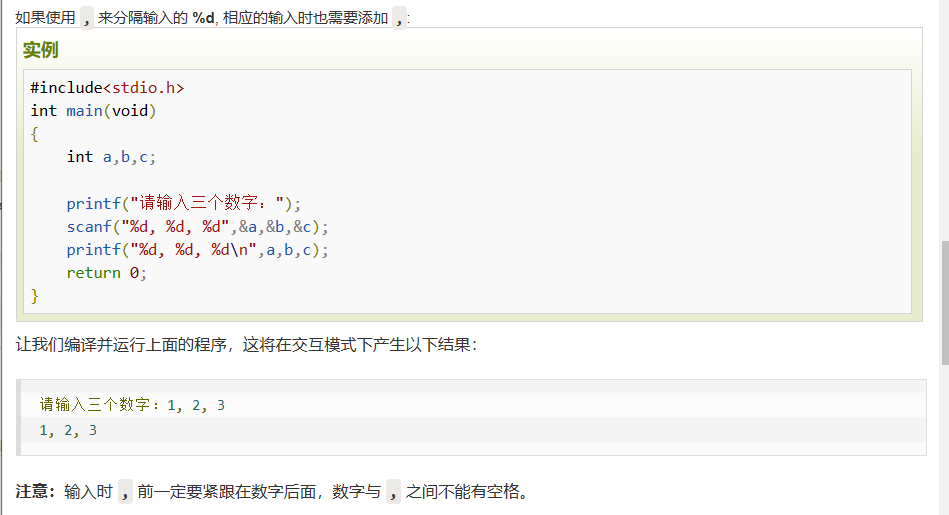 如果使用 , 来分隔输入的 %d, 相应的输入时也需要添加 , :
实例
#include<stdio.h>
int main(void)
{
    int a,b,c;
    printf("请输入三个数字：");
    scanf("%d, %d, %d",&a,&b,&c);
    printf("%d, %d, %d\n",a,b,c);
    return 0;
}
让我们编译并运行上面的程序，这将在交互模式下产生以下结果：
请输入三个数字：1, 2, 3
1, 2, 3
注意：输入时 , 前一定要紧跟在数字后面，数字与 , 之间不能有空格。